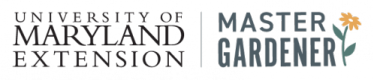 UNIVERSITY OF
MARYLAND
EXTENSION
MASTER
GARDENER